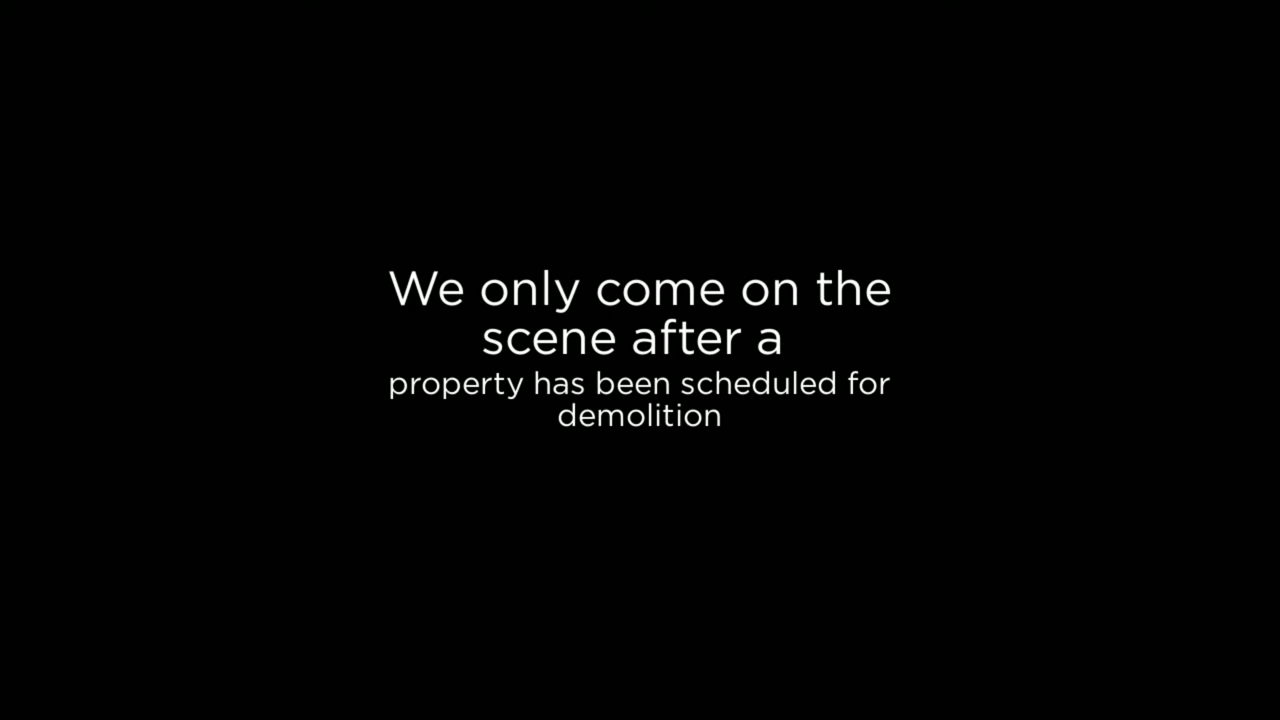 We only come on the
scene after a
property has been scheduled for
demolition